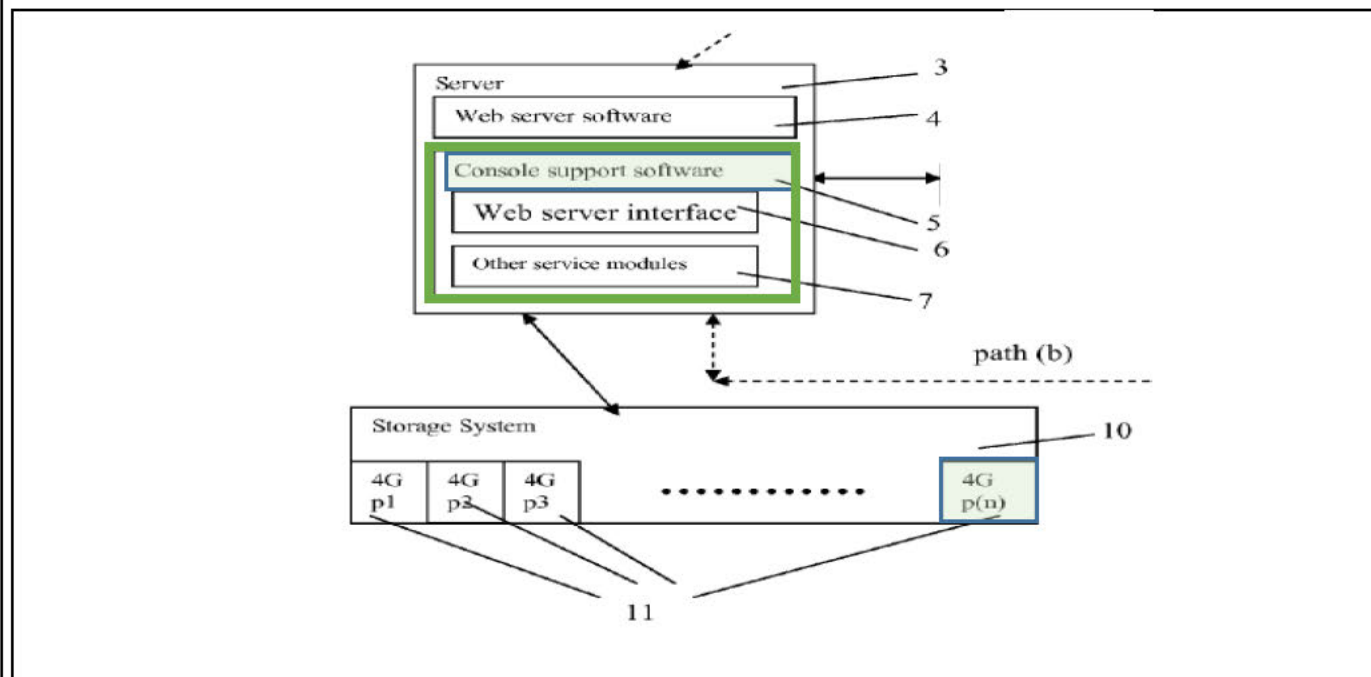 Server
3
Web server software
4
Console support software
5
Web server interface
6
Other service modules
7
path (b)
Storage System
10
4G 4G 4G 4G
p1 p2 p3 ............ p(n)
11